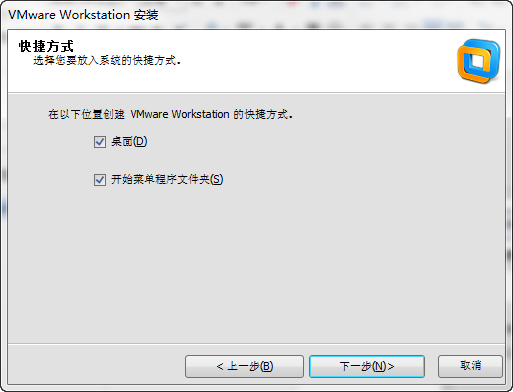 VMware Workstation 安装
快捷方式
选择您要放入系统的快捷方式。
在以下位置创建 VMware Workstation 的快捷方式。
桌面(D)
开始菜单程序文件夹(S)
< 上一步(B)
下一步(N)>
取消